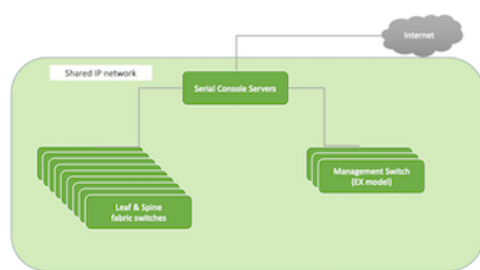 Internet
Shared IP network
Serial Console Servers
Leaf & Spine
fabric switches
Management Switch
(EX model)